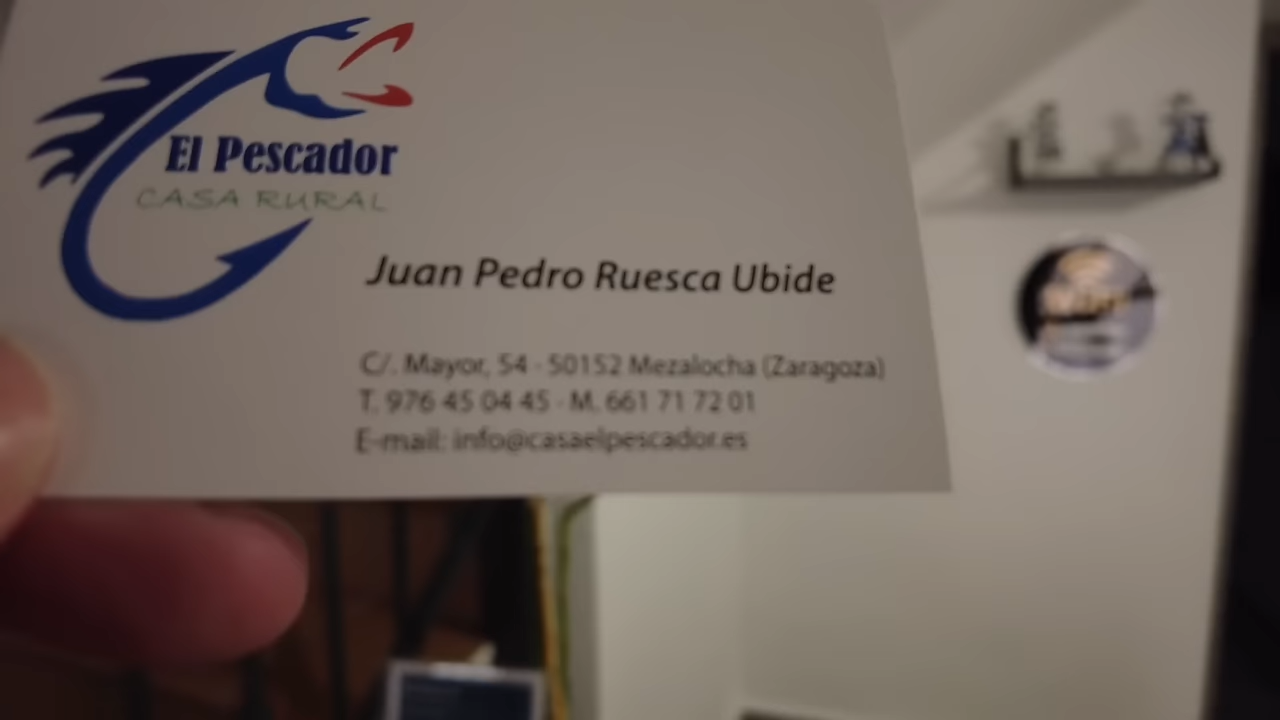 El Pescador
CASA RURAL
Juan Pedro Ruesca Ubide
C/. Mayor, 54 - 50152 Mezalocha (Zaragoza)
T. 976 45 04 45 - M. 661 71 72 01
E-mail: info@casaelpescador.es